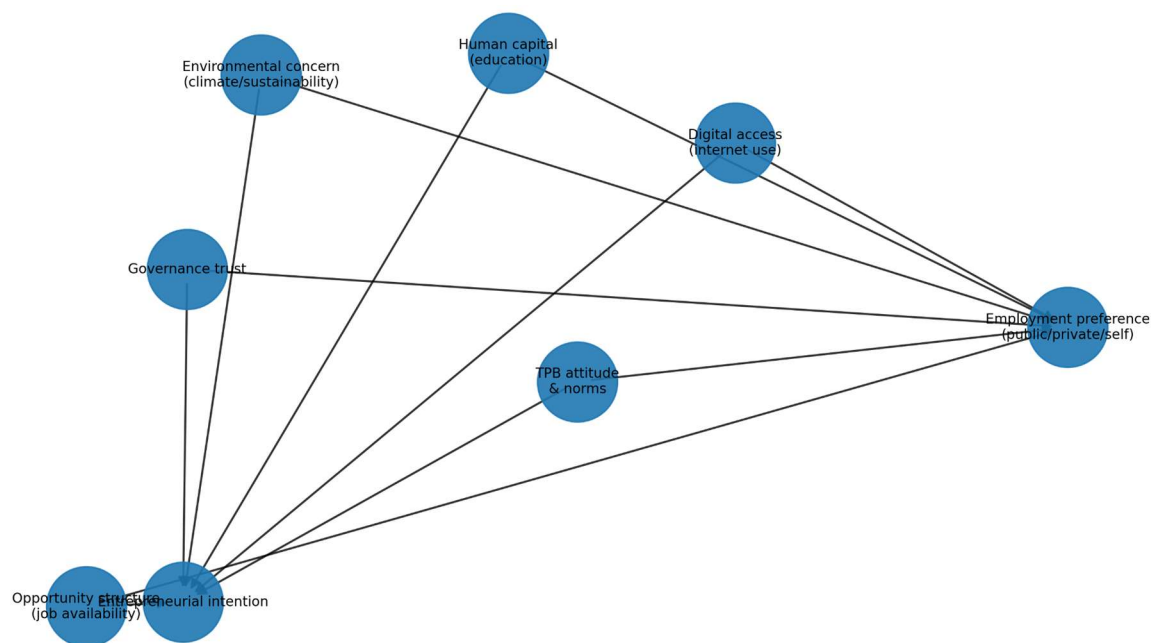 Human capital
(education)
Environmental concern
(climate/sustainability)
Digital access
(internet use)
Governance trust
Employment preference
(public/private/self)
TPB attitude
& norms
Opportunity structure
(job availability)
Entrepreneurial intention